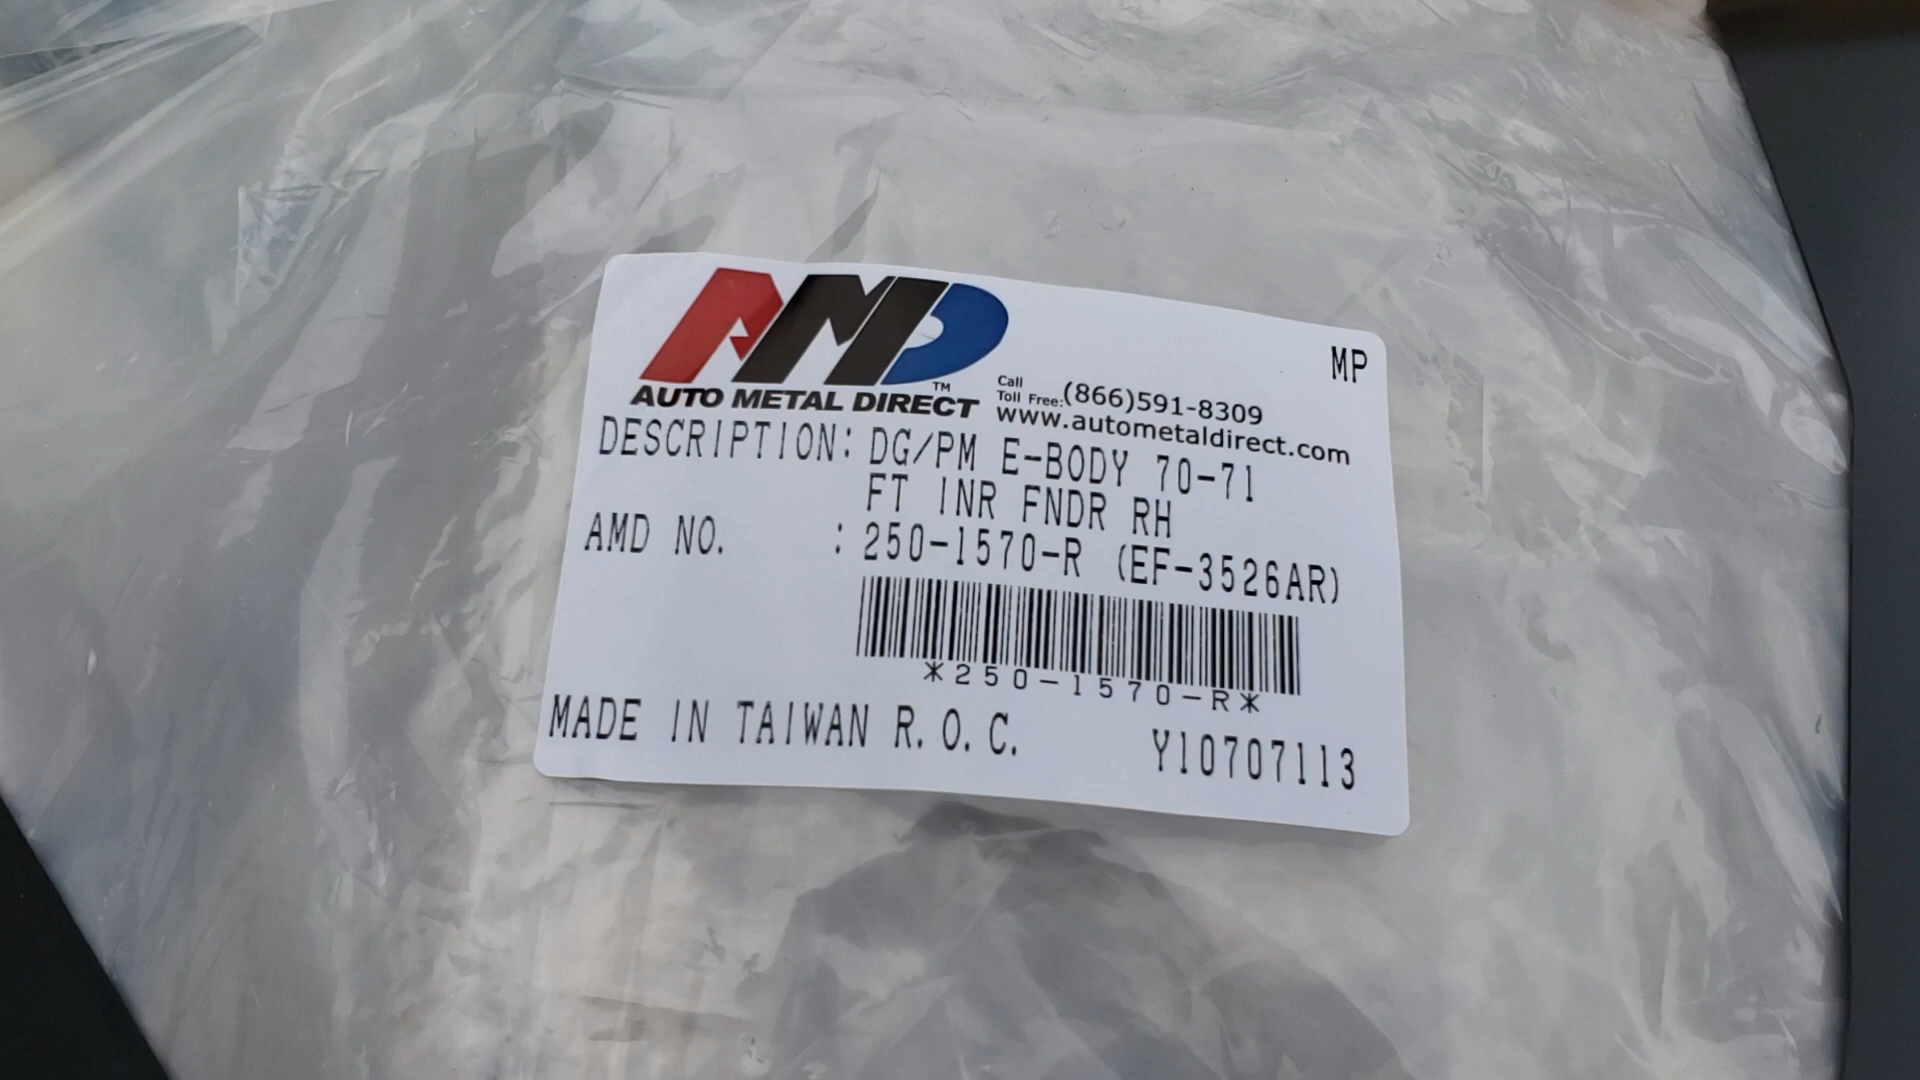 AMD™
AUTO METAL DIRECT
Call
Toll Free:(866)591-8309
www.autometaldirect.com
MP
DESCRIPTION: DG/PM E-BODY 70-71
FT INR FNDR RH
AMD NO. : 250-1570-R (EF-3526AR)
*250-1570-R*
MADE IN TAIWAN R.O.C. Y10707113